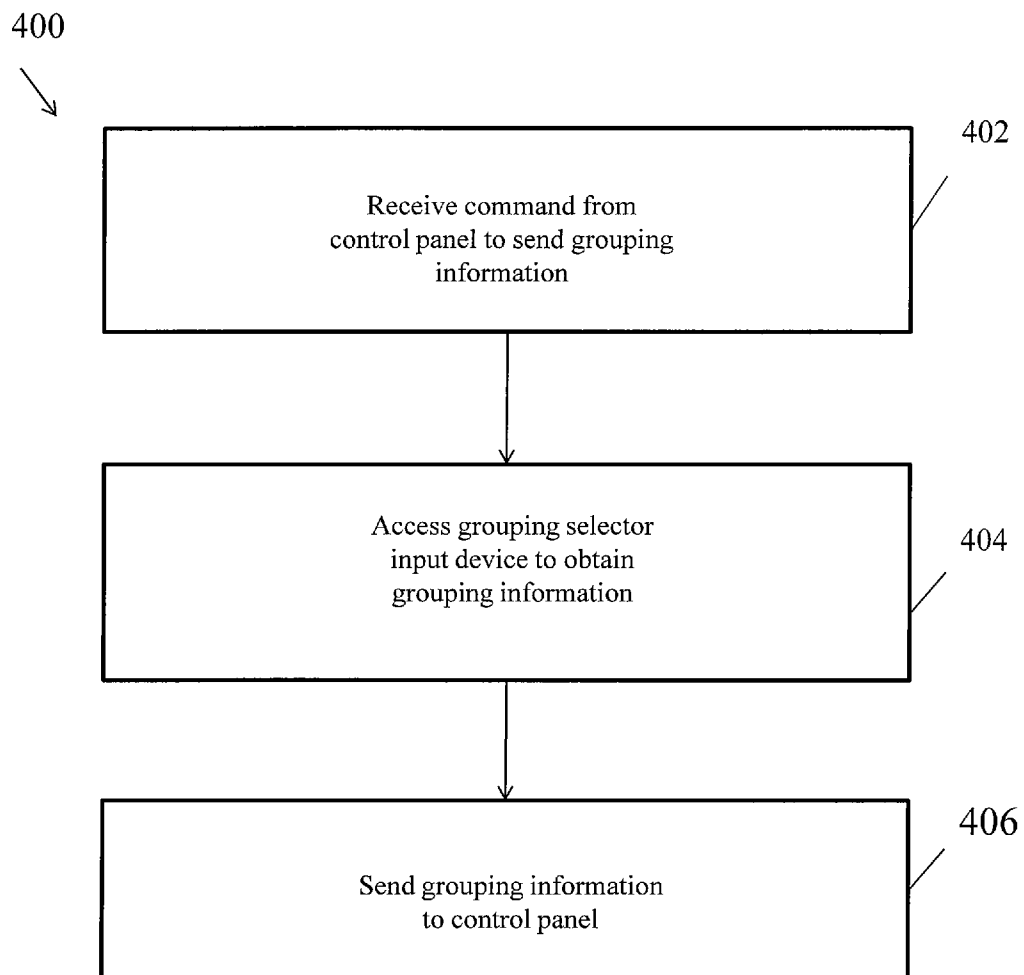 400
402
Receive command from
control panel to send grouping
information
Access grouping selector
input device to obtain
grouping information
404
406
Send grouping information
to control panel